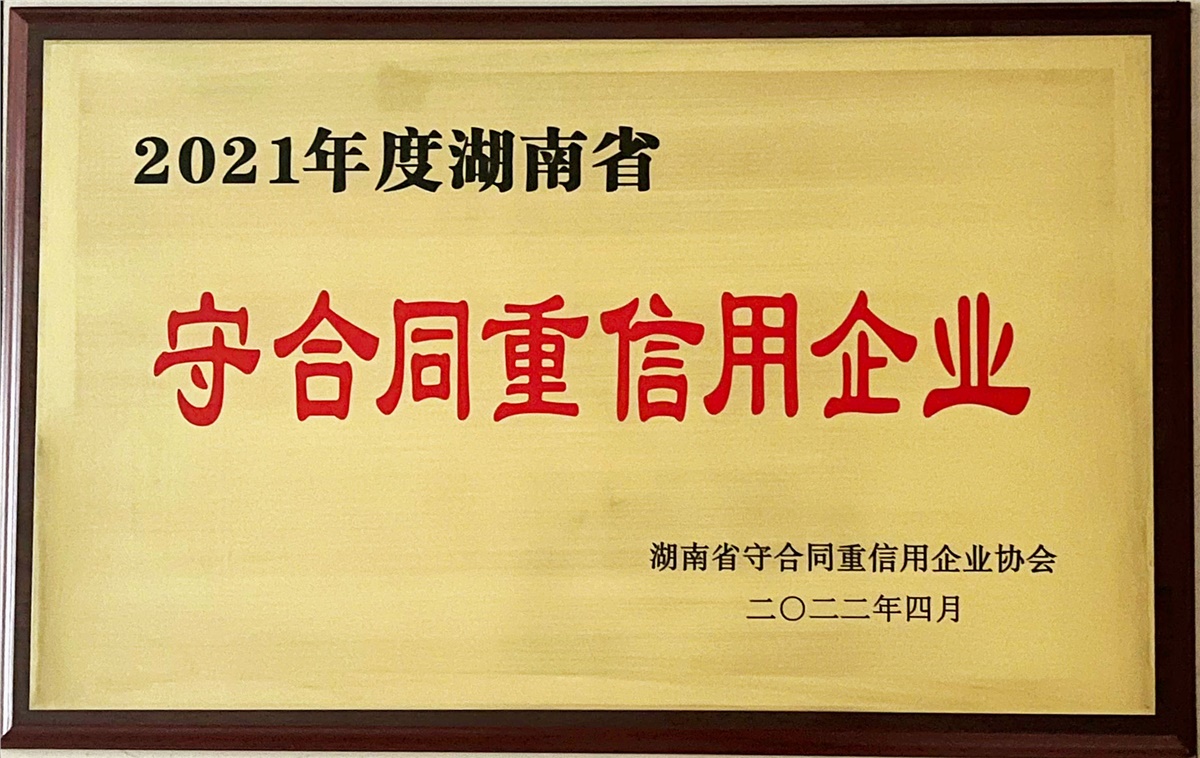 2021年度湖南省
守合同重信用企业
湖南省守合同重信用企业协会
二〇二二年四月